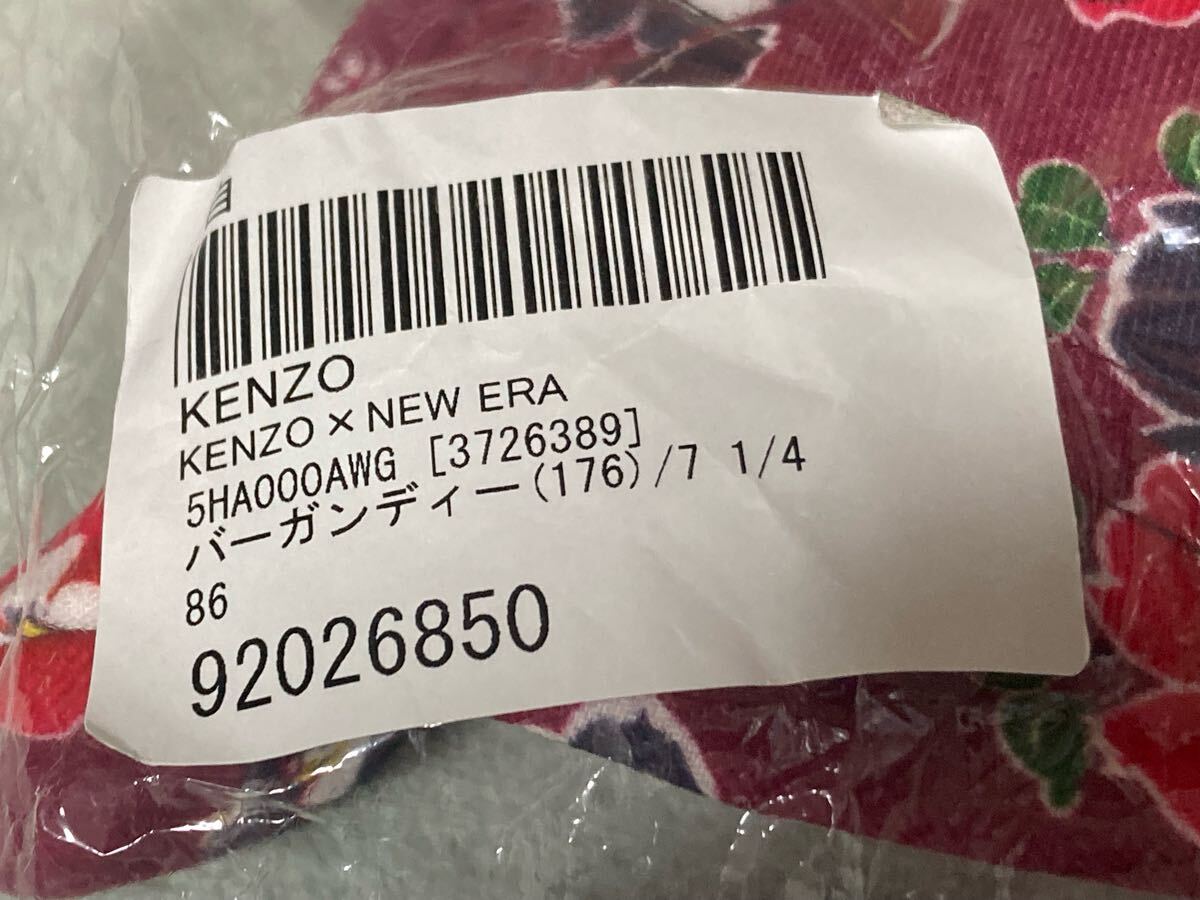 KENZO
KENZO × NEW ERA
5HA000AWG [3726389]
バーガンディー(176)/7 1/4
86
92026850